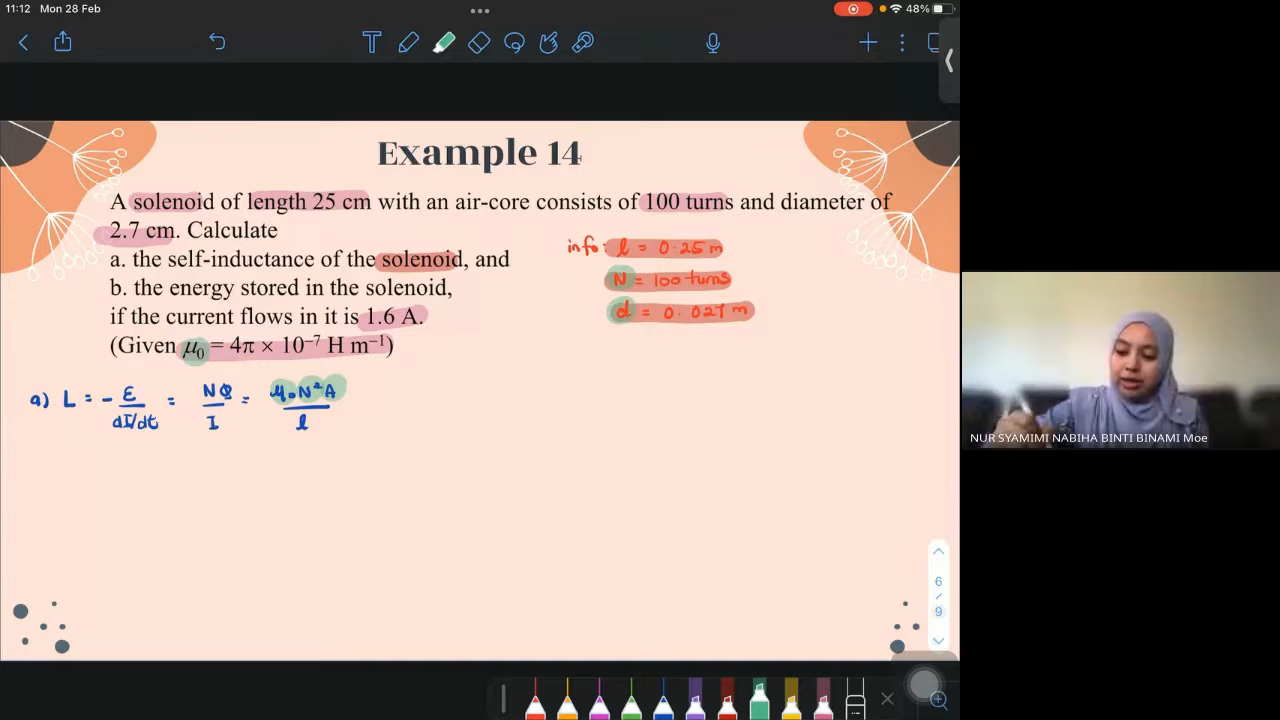 11:12 Mon 28 Feb
48%
Example 14
A solenoid of length 25 cm with an air-core consists of 100 turns and diameter of
2.7 cm. Calculate
a. the self-inductance of the solenoid, and
b. the energy stored in the solenoid,
if the current flows in it is 1.6 A.
(Given μ₀ = 4π × 10⁻⁷ H m⁻¹)
info: l = 0.25 m
N = 100 turns
d = 0.027 m
a) L = - ε / dI/dt = NΦ / I = μ₀N²A / l
NUR SYAMIMI NABIHA BINTI BINAMI Moe
6
/
9